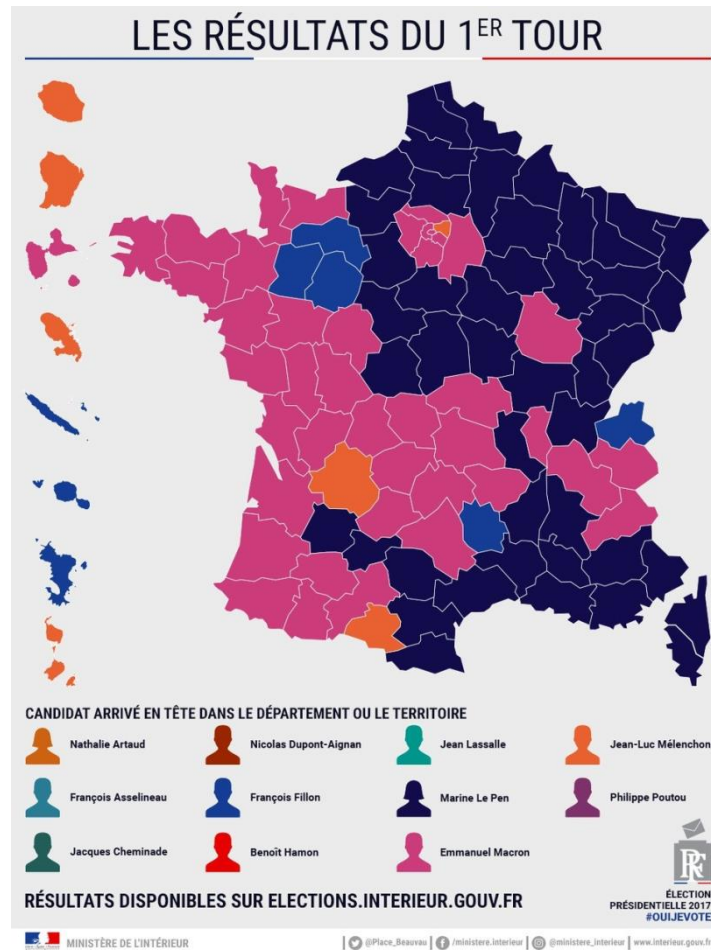 LES RÉSULTATS DU 1ER TOUR
CANDIDAT ARRIVÉ EN TÊTE DANS LE DÉPARTEMENT OU LE TERRITOIRE
Nathalie Artaud
Nicolas Dupont-Aignan
Jean Lassalle
Jean-Luc Mélenchon
François Asselineau
François Fillon
Marine Le Pen
Philippe Poutou
Jacques Cheminade
Benoît Hamon
Emmanuel Macron
RF
ÉLECTION
PRÉSIDENTIELLE 2017
#OUIJEVOTE
RÉSULTATS DISPONIBLES SUR ELECTIONS.INTERIEUR.GOUV.FR
MINISTÈRE DE L'INTÉRIEUR
@Place_Beauvau | /ministere.interieur | @ministere_interieur | www.interieur.gouv.fr